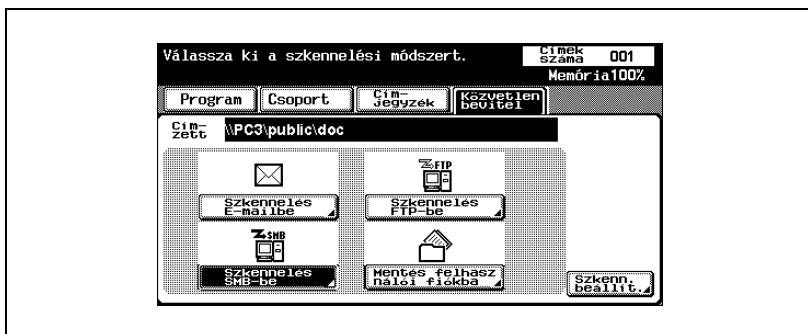 Válassza ki a szkennelési módszert.
Címek
száma 001
Memória100%
Program Csoport Cím-
jegyzék Közvetlen
bevitel
Cím-
zett \\PC3\public\doc
FTP
Szkennelés
E-mailbe
Szkennelés
FTP-be
SMB
Szkennelés
SMB-be
Mentés felhasz
nálói fiókba
Szkenn.
beállít.